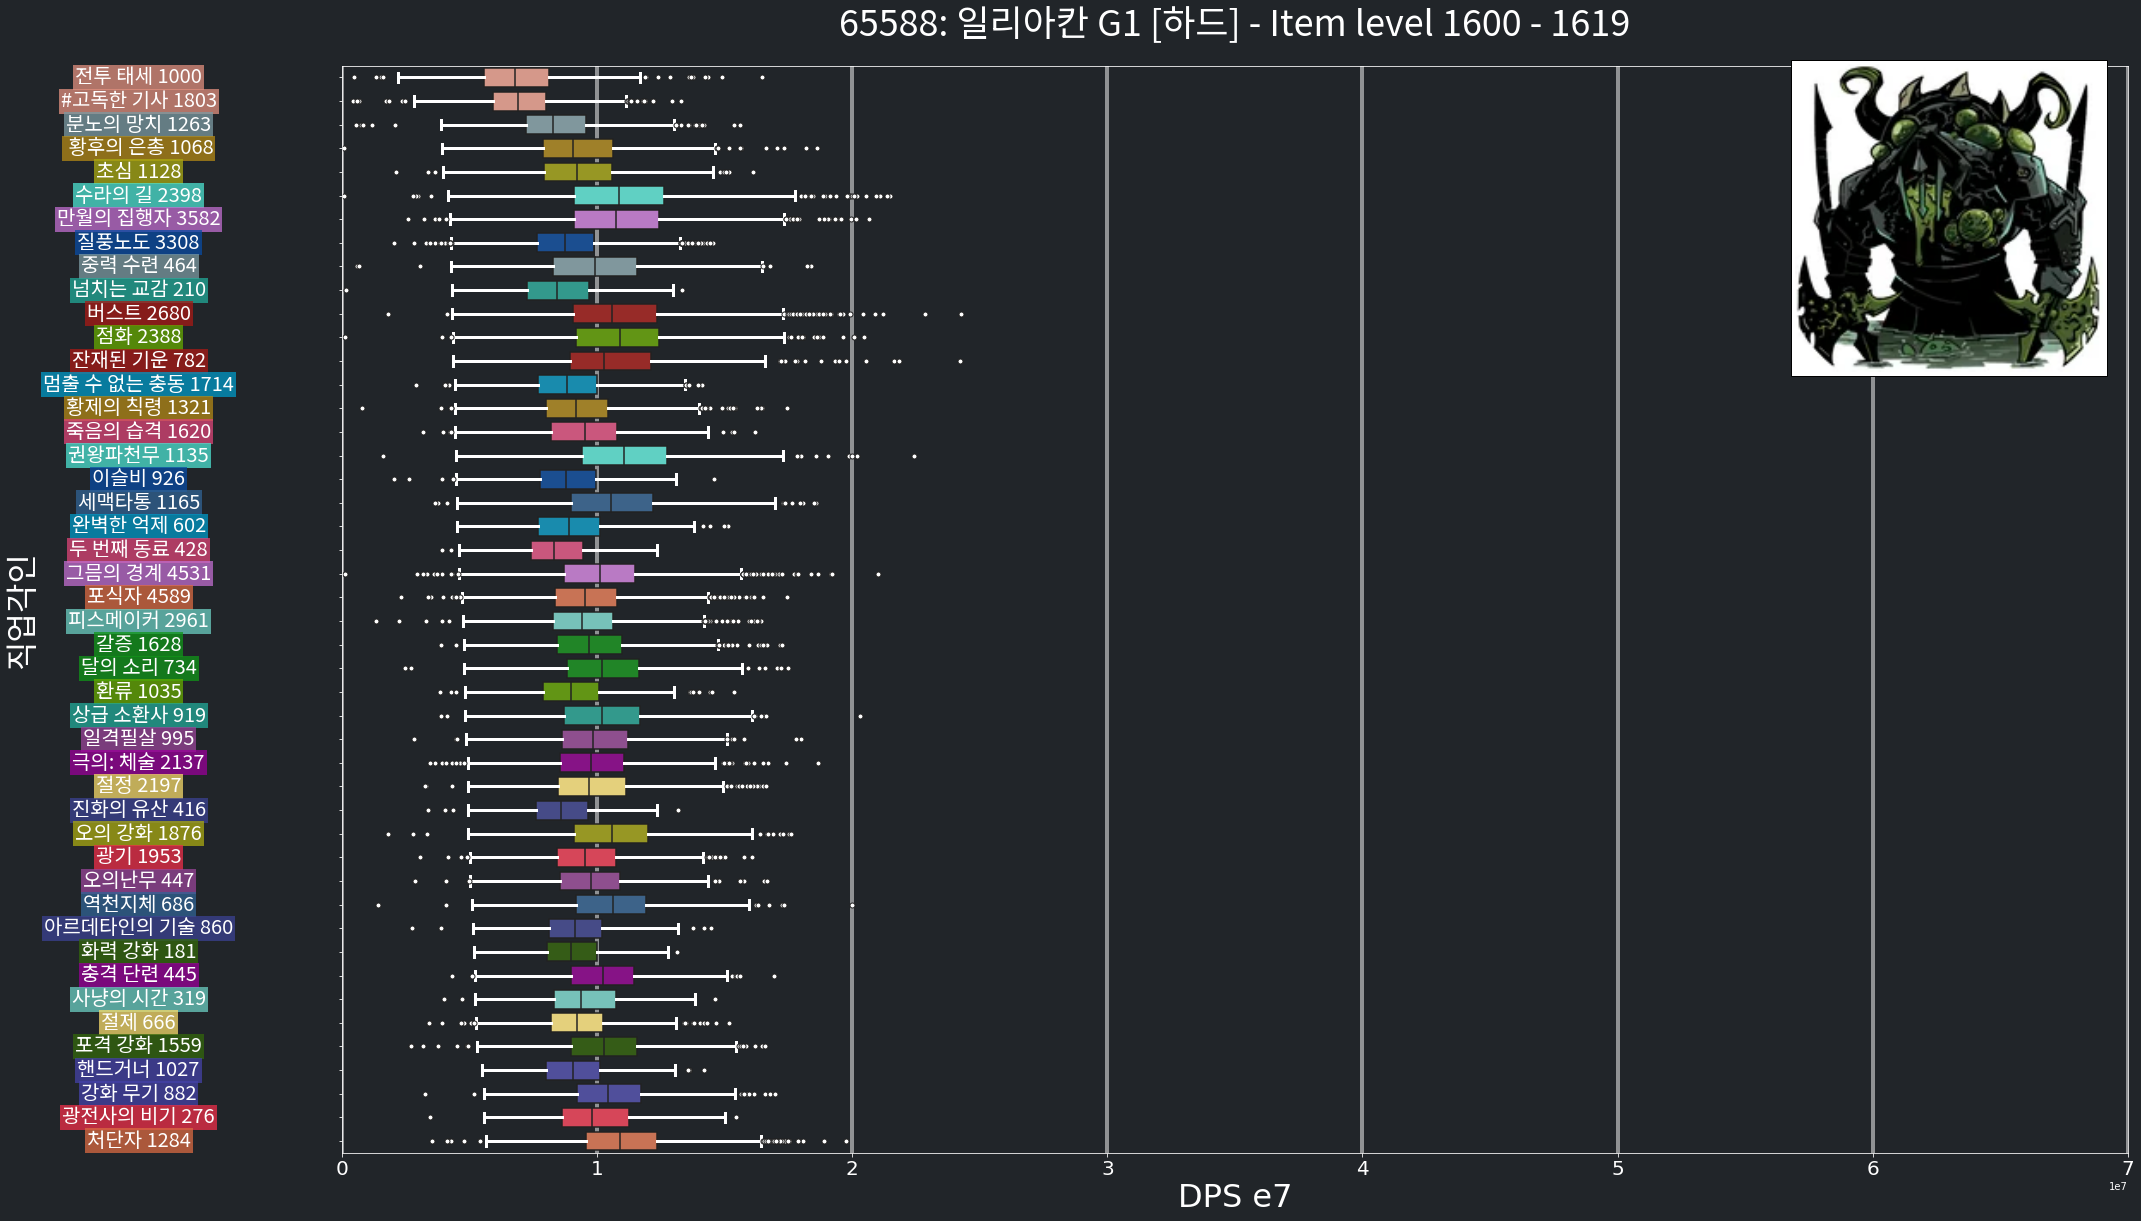 65588: 일리아칸 G1 [하드] - Item level 1600 - 1619
전투 태세 1000
#고독한 기사 1803
분노의 망치 1263
황후의 은총 1068
초심 1128
수라의 길 2398
만월의 집행자 3582
질풍노도 3308
중력 수련 464
넘치는 교감 210
버스트 2680
점화 2388
잔재된 기운 782
멈출 수 없는 충동 1714
황제의 칙령 1321
죽음의 습격 1620
권왕파천무 1135
이슬비 926
세맥타통 1165
완벽한 억제 602
두 번째 동료 428
그믐의 경계 4531
포식자 4589
피스메이커 2961
갈증 1628
달의 소리 734
환류 1035
상급 소환사 919
일격필살 995
극의: 체술 2137
절정 2197
진화의 유산 416
오의 강화 1876
광기 1953
오의난무 447
역천지체 686
아르데타인의 기술 860
화력 강화 181
충격 단련 445
사냥의 시간 319
절제 666
포격 강화 1559
핸드거너 1027
강화 무기 882
광전사의 비기 276
처단자 1284
직업각인
0 1 2 3 4 5 6 7
1e7
DPS e7